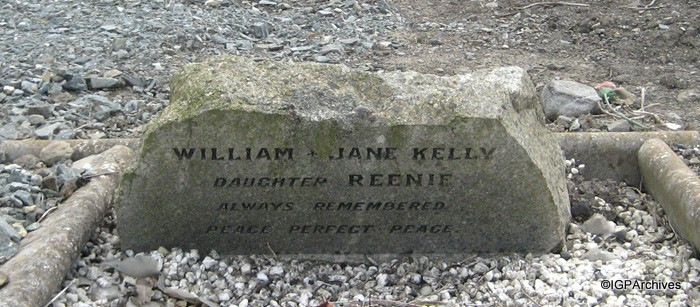 WILLIAM + JANE KELLY
DAUGHTER REENIE
ALWAYS REMEMBERED.
PEACE PERFECT PEACE.
©IGPArchives